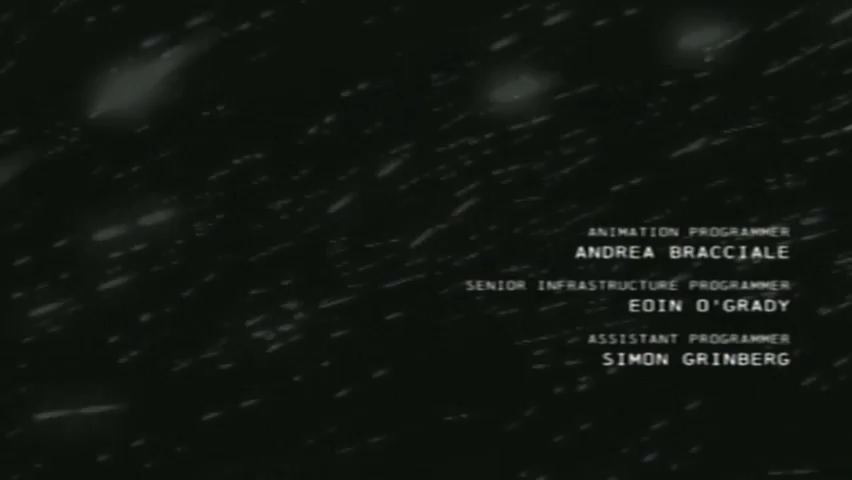 ANIMATION PROGRAMMER
ANDREA BRACCIALE
SENIOR INFRASTRUCTURE PROGRAMMER
EOIN O'GRADY
ASSISTANT PROGRAMMER
SIMON GRINBERG